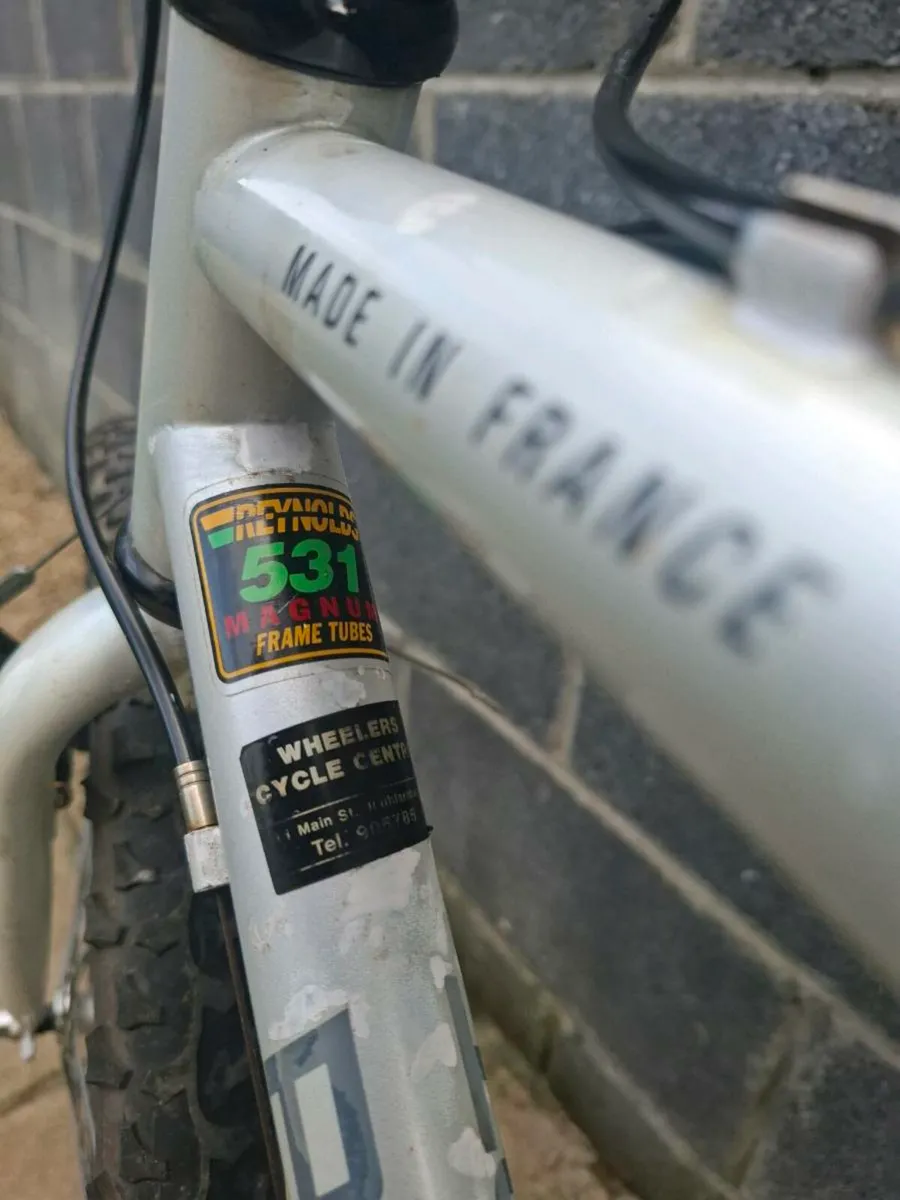 MADE IN FRANCE
REYNOLDS
531
MAGNUM
FRAME TUBES
WHEELERS
CYCLE CENTR
Main St.
Tel.